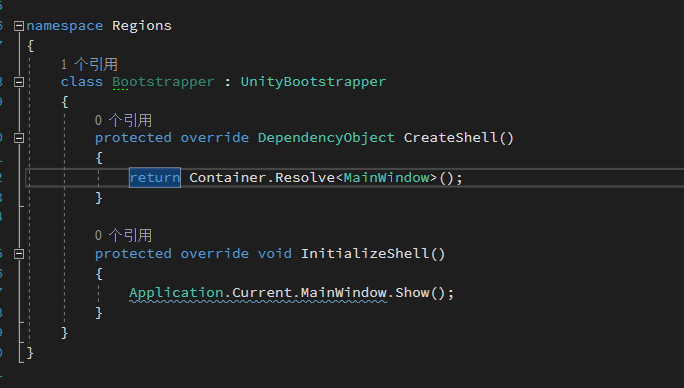 namespace Regions
{
1 个引用
class Bootstrapper : UnityBootstrapper
{
0 个引用
protected override DependencyObject CreateShell()
{
return Container.Resolve<MainWindow>();
}
0 个引用
protected override void InitializeShell()
{
Application.Current.MainWindow.Show();
}
}
}